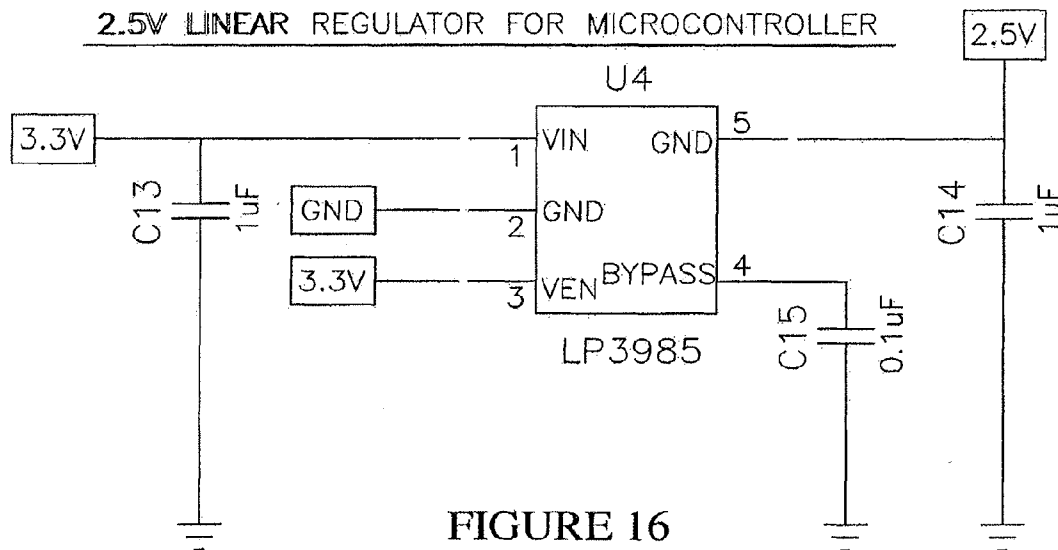 2.5V LINEAR REGULATOR FOR MICROCONTROLLER
2.5V
U4
3.3V
1
VIN
GND
5
C13
1uF
GND
2
GND
C14
1uF
3.3V
3
VEN
BYPASS
4
C15
0.1uF
LP3985
FIGURE 16